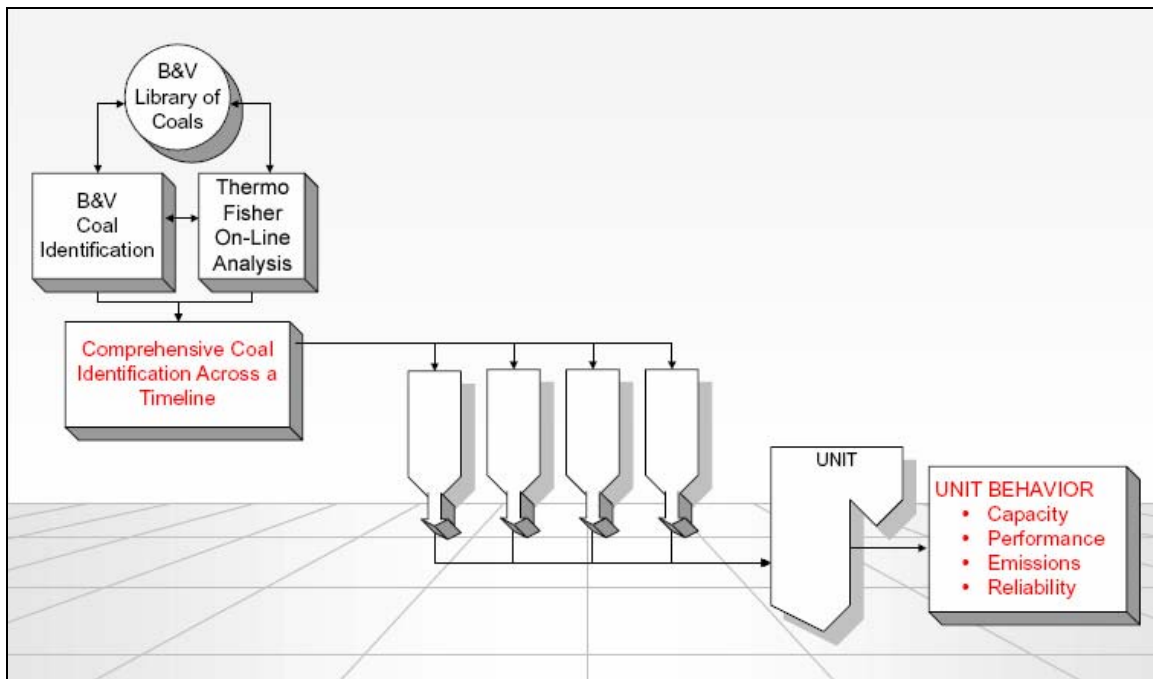 B&V
Library of
Coals
B&V
Coal
Identification
Thermo
Fisher
On-Line
Analysis
Comprehensive Coal
Identification Across a
Timeline
UNIT
UNIT BEHAVIOR
• Capacity
• Performance
• Emissions
• Reliability